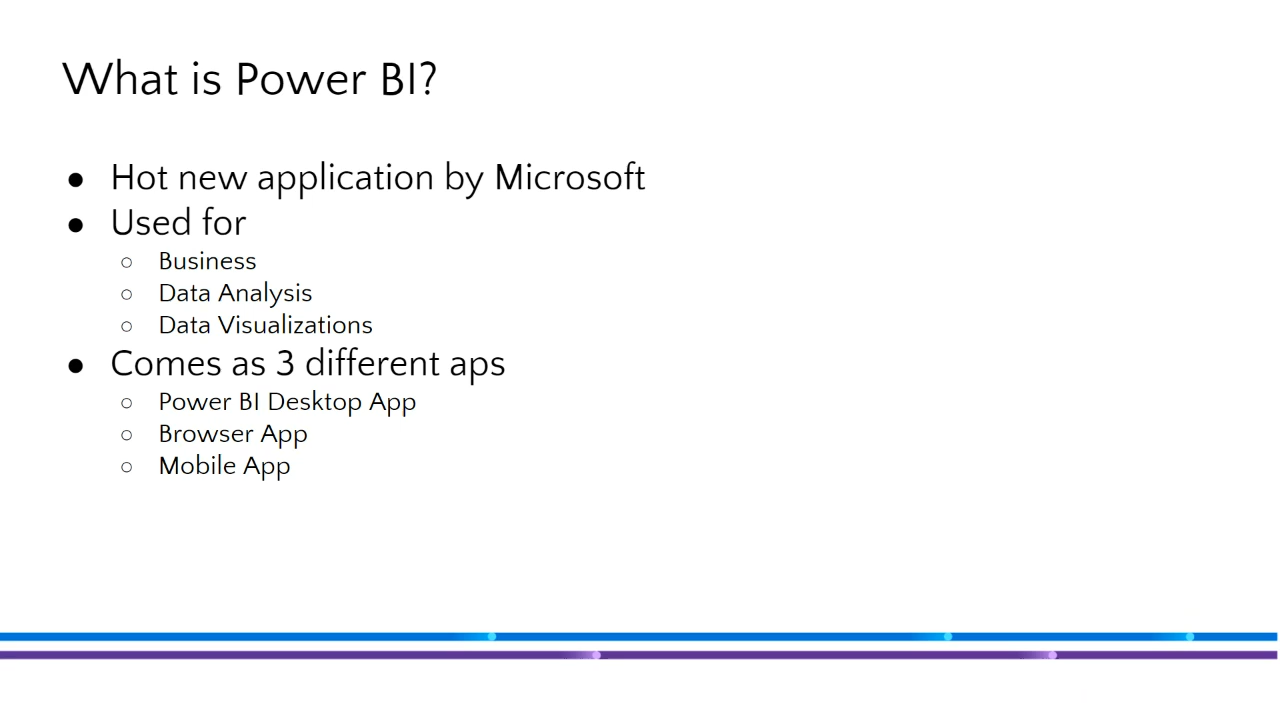 What is Power BI?
● Hot new application by Microsoft
● Used for
○ Business
○ Data Analysis
○ Data Visualizations
● Comes as 3 different aps
○ Power BI Desktop App
○ Browser App
○ Mobile App